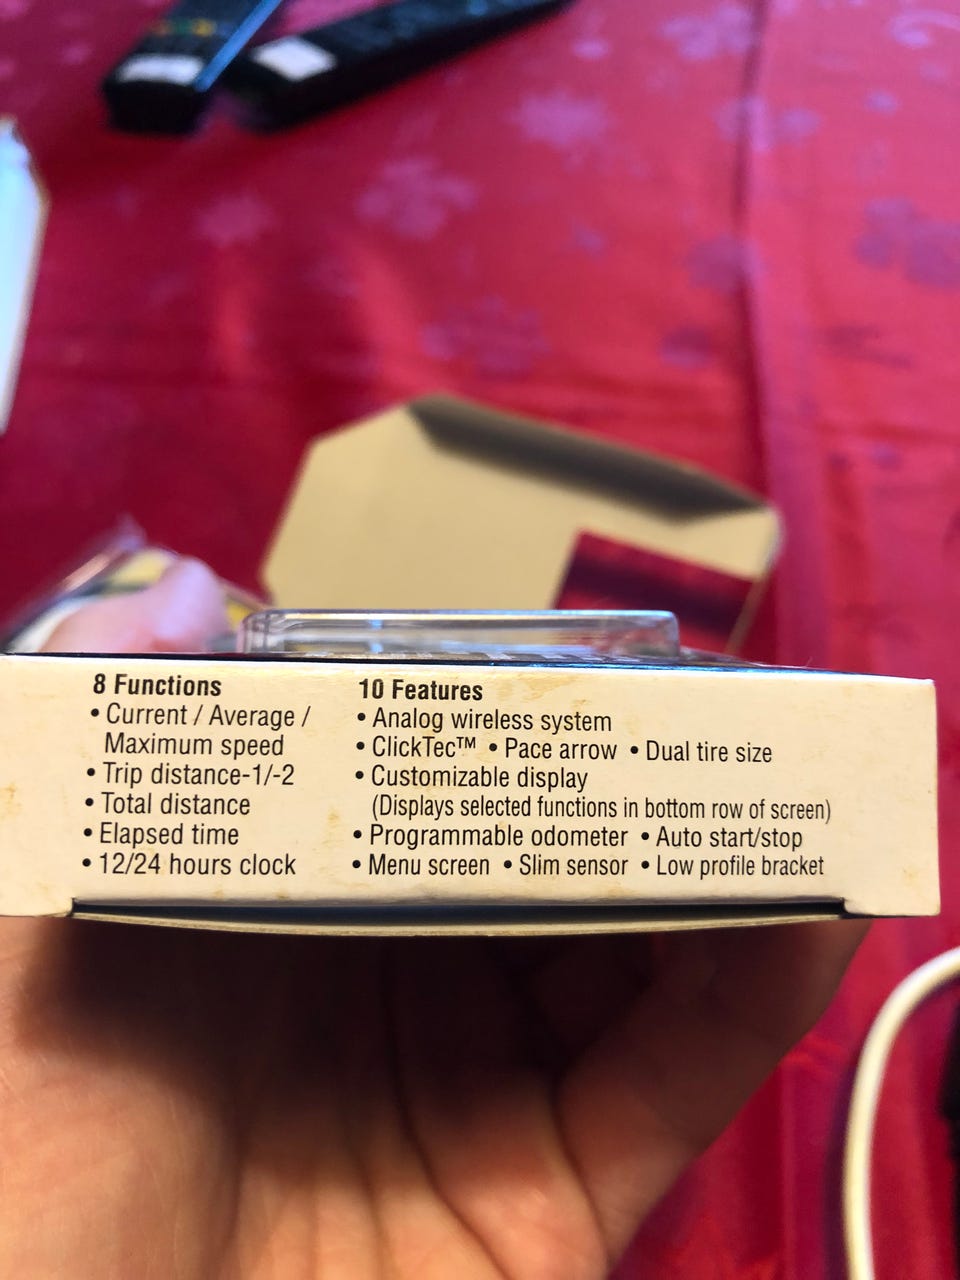 8 Functions
• Current / Average /
Maximum speed
• Trip distance-1/-2
• Total distance
• Elapsed time
• 12/24 hours clock
10 Features
• Analog wireless system
• ClickTec™ • Pace arrow • Dual tire size
• Customizable display
(Displays selected functions in bottom row of screen)
• Programmable odometer • Auto start/stop
• Menu screen • Slim sensor • Low profile bracket